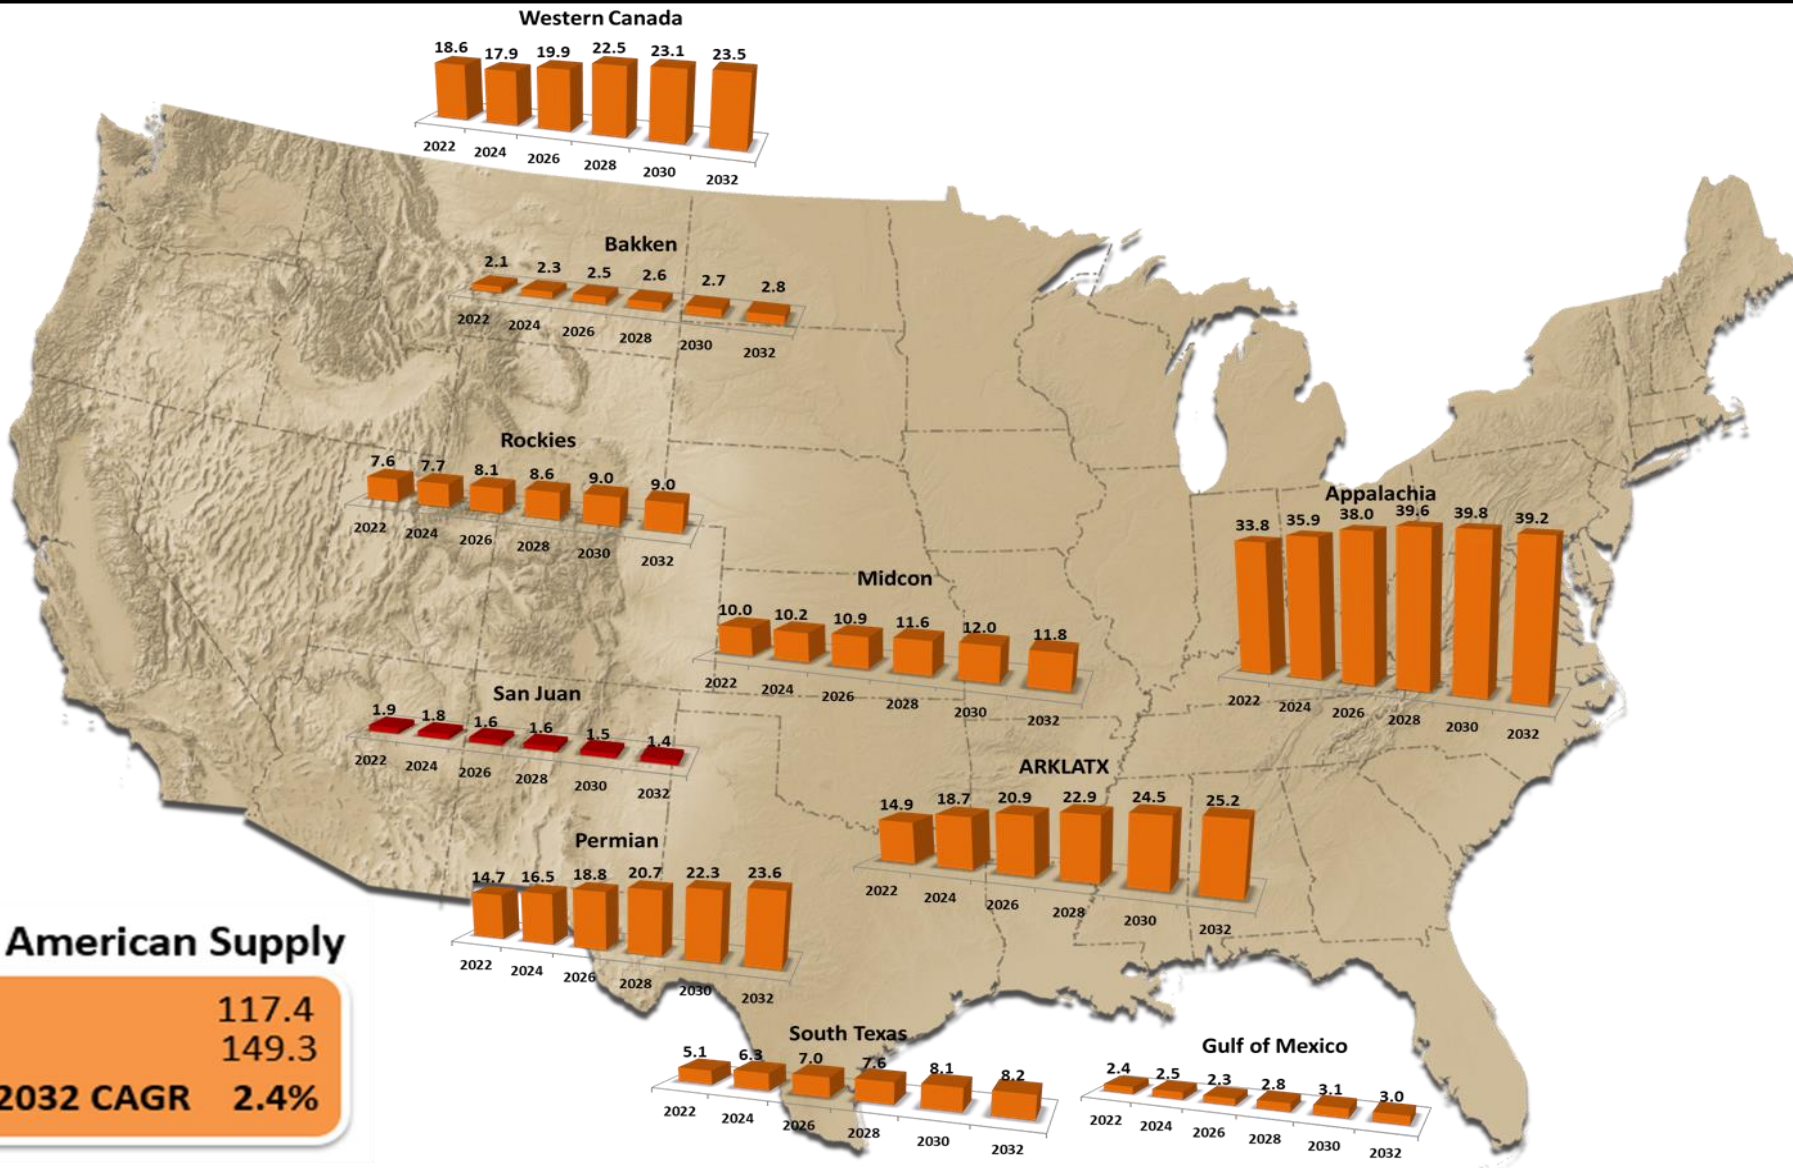 Western Canada
18.6 17.9 19.9 22.5 23.1 23.5
2022 2024 2026 2028 2030 2032
Bakken
2.1 2.3 2.5 2.6 2.7 2.8
2022 2024 2026 2028 2030 2032
Rockies
7.6 7.7 8.1 8.6 9.0 9.0
2022 2024 2026 2028 2030 2032
Appalachia
33.8 35.9 38.0 39.6 39.8 39.2
2022 2024 2026 2028 2030 2032
Midcon
10.0 10.2 10.9 11.6 12.0 11.8
2022 2024 2026 2028 2030 2032
San Juan
1.9 1.8 1.6 1.6 1.5 1.4
2022 2024 2026 2028 2030 2032
ARKLATX
14.9 18.7 20.9 22.9 24.5 25.2
2022 2024 2026 2028 2030 2032
Permian
14.7 16.5 18.8 20.7 22.3 23.6
2022 2024 2026 2028 2030 2032
American Supply
117.4
149.3
2032 CAGR 2.4%
South Texas
5.1 6.3 7.0 7.6 8.1 8.2
2022 2024 2026 2028 2030 2032
Gulf of Mexico
2.4 2.5 2.3 2.8 3.1 3.0
2022 2024 2026 2028 2030 2032